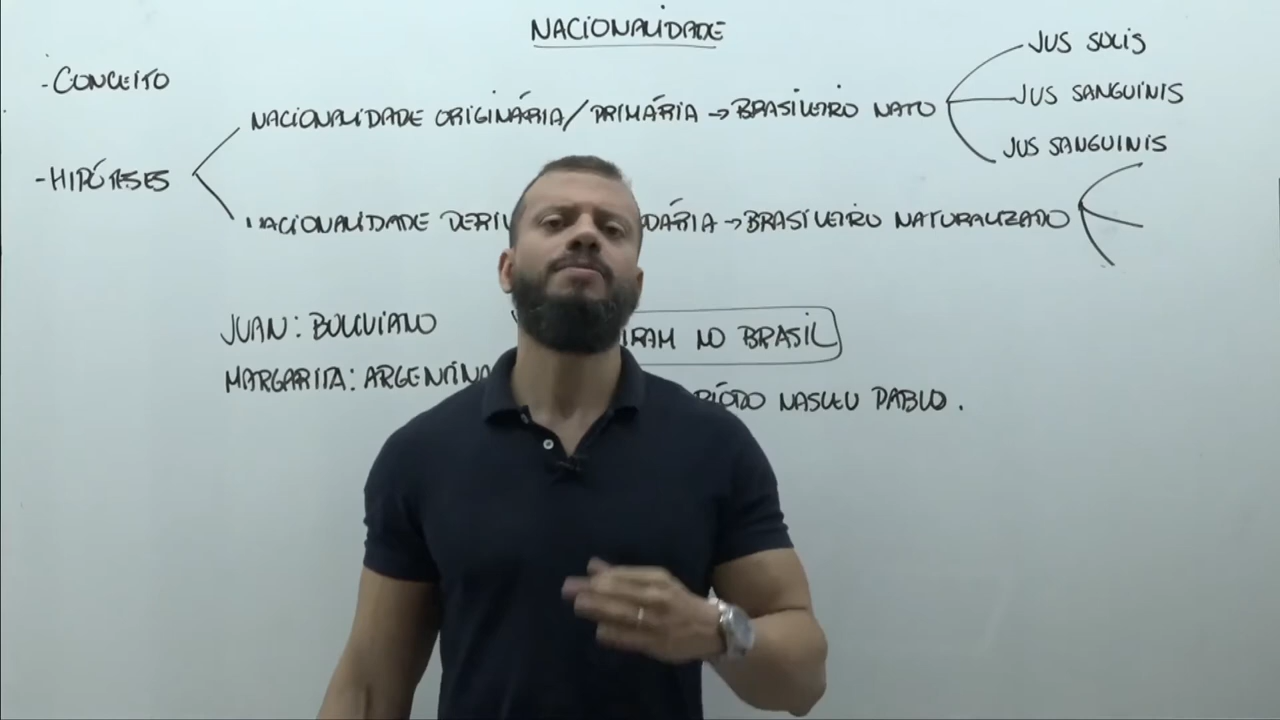 NACIONALIDADE
- CONCEITO
- HIPÓTESES
NACIONALIDADE ORIGINÁRIA/PRIMÁRIA → BRASILEIRO NATO
JUS SOLIS
JUS SANGUINIS
JUS SANGUINIS
NACIONALIDADE → BRASILEIRO NATURALIZADO
JUAN: BOLIVIANO
NO BRASIL
MARGARITA: ARGENTINA
NASCEU PABLO.